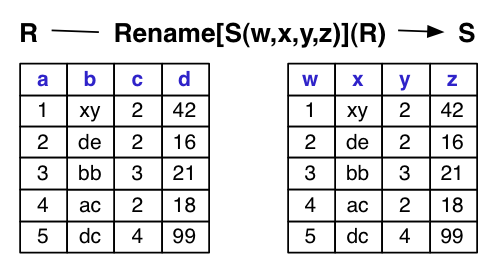 R Rename[S(w,x,y,z)](R) S
a b c d w x y z
1 xy 2 42 1 xy 2 42
2 de 2 16 2 de 2 16
3 bb 3 21 3 bb 3 21
4 ac 2 18 4 ac 2 18
5 dc 4 99 5 dc 4 99